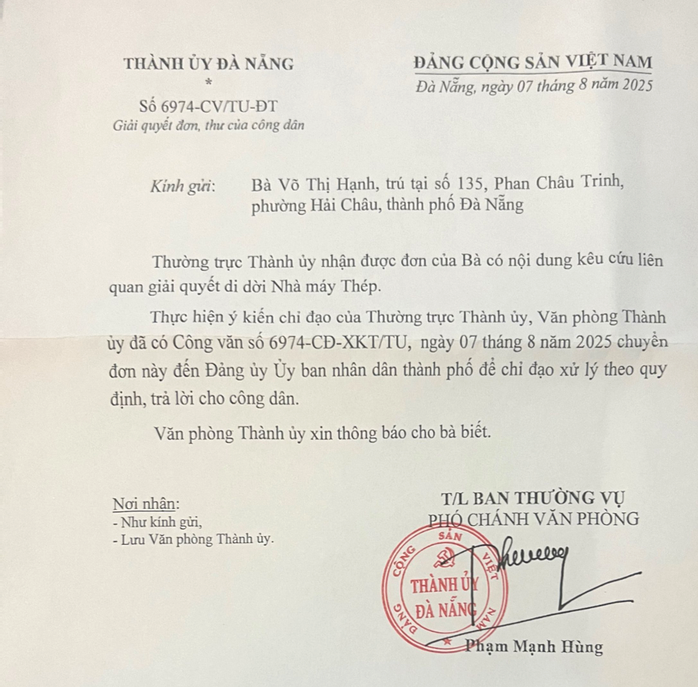 THÀNH ỦY ĐÀ NẴNG
*
Số 6974-CV/TU-ĐT
Giải quyết đơn, thư của công dân
ĐẢNG CỘNG SẢN VIỆT NAM
Đà Nẵng, ngày 07 tháng 8 năm 2025
Kính gửi: Bà Võ Thị Hạnh, trú tại số 135, Phan Châu Trinh,
phường Hải Châu, thành phố Đà Nẵng
Thường trực Thành ủy nhận được đơn của Bà có nội dung kêu cứu liên
quan giải quyết di dời Nhà máy Thép.
Thực hiện ý kiến chỉ đạo của Thường trực Thành ủy, Văn phòng Thành
ủy đã có Công văn số 6974-CĐ-XKT/TU, ngày 07 tháng 8 năm 2025 chuyển
đơn này đến Đảng ủy Ủy ban nhân dân thành phố để chỉ đạo xử lý theo quy
định, trả lời cho công dân.
Văn phòng Thành ủy xin thông báo cho bà biết.
Nơi nhân:
- Như kính gửi,
- Lưu Văn phòng Thành ủy.
T/L BAN THƯỜNG VỤ
PHÓ CHÁNH VĂN PHÒNG
ĐẢNG CỘNG SẢN VIỆT NAM
THÀNH ỦY
ĐÀ NẴNG
Phạm Mạnh Hùng